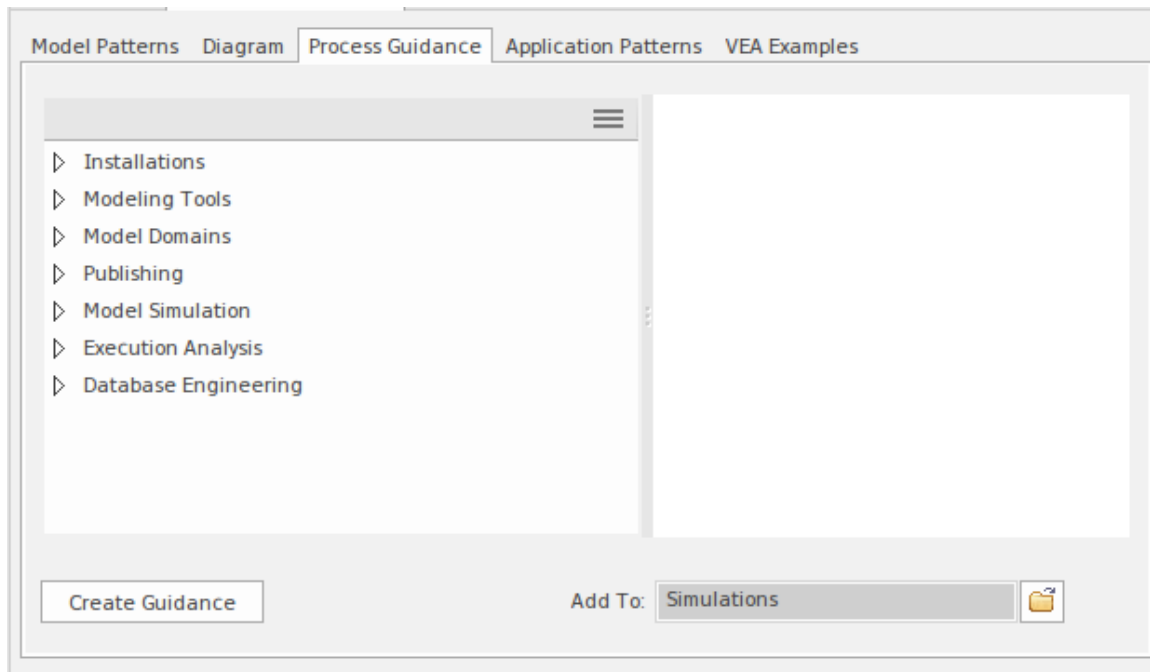 Model Patterns Diagram Process Guidance Application Patterns VEA Examples
Installations
Modeling Tools
Model Domains
Publishing
Model Simulation
Execution Analysis
Database Engineering
Create Guidance Add To: Simulations